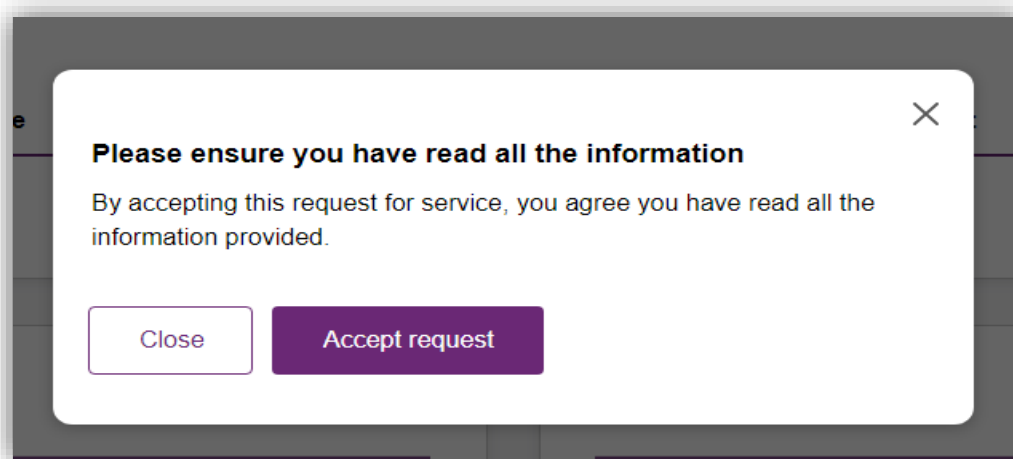 Please ensure you have read all the information
By accepting this request for service, you agree you have read all the
information provided.
Close
Accept request